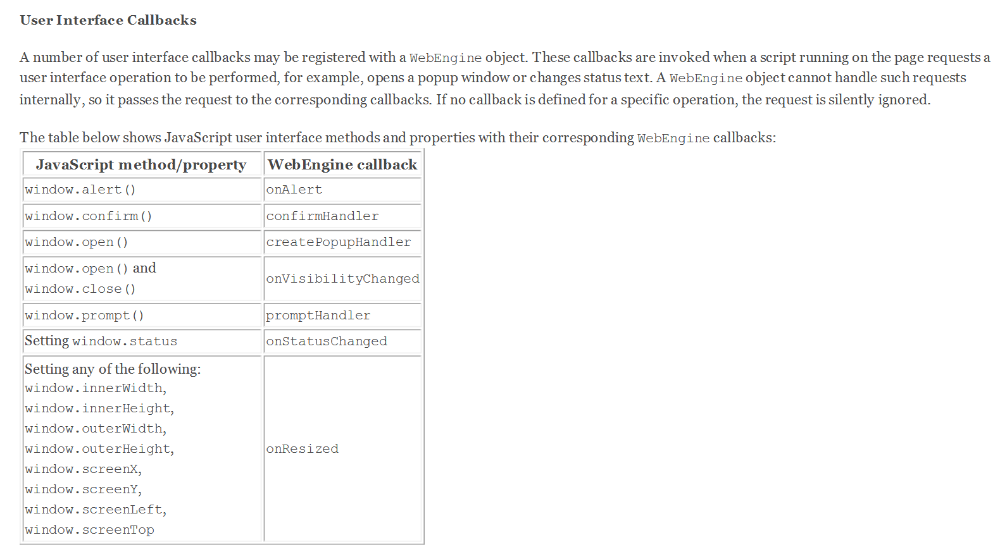 User Interface Callbacks
A number of user interface callbacks may be registered with a WebEngine object. These callbacks are invoked when a script running on the page requests a
user interface operation to be performed, for example, opens a popup window or changes status text. A WebEngine object cannot handle such requests
internally, so it passes the request to the corresponding callbacks. If no callback is defined for a specific operation, the request is silently ignored.
The table below shows JavaScript user interface methods and properties with their corresponding WebEngine callbacks:
JavaScript method/property WebEngine callback
window.alert() onAlert
window.confirm() confirmHandler
window.open() createPopupHandler
window.open() and
window.close() onVisibilityChanged
window.prompt() promptHandler
Setting window.status onStatusChanged
Setting any of the following:
window.innerWidth,
window.innerHeight,
window.outerWidth,
window.outerHeight, onResized
window.screenX,
window.screenY,
window.screenLeft,
window.screenTop